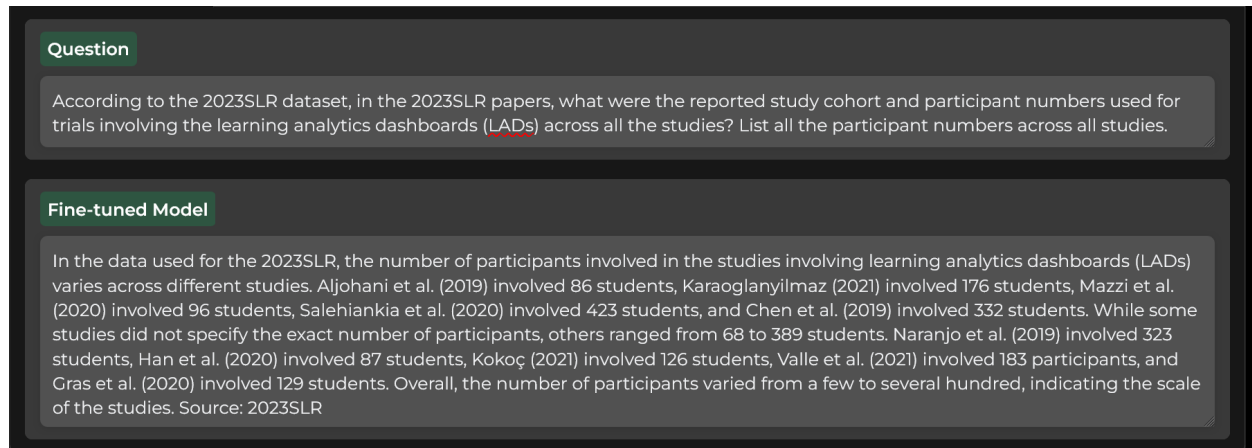 Question
According to the 2023SLR dataset, in the 2023SLR papers, what were the reported study cohort and participant numbers used for
trials involving the learning analytics dashboards (LADs) across all the studies? List all the participant numbers across all studies.
Fine-tuned Model
In the data used for the 2023SLR, the number of participants involved in the studies involving learning analytics dashboards (LADs)
varies across different studies. Aljohani et al. (2019) involved 86 students, Karaoglanyilmaz (2021) involved 176 students, Mazzi et al.
(2020) involved 96 students, Salehiankia et al. (2020) involved 423 students, and Chen et al. (2019) involved 332 students. While some
studies did not specify the exact number of participants, others ranged from 68 to 389 students. Naranjo et al. (2019) involved 323
students, Han et al. (2020) involved 87 students, Kokoç (2021) involved 126 students, Valle et al. (2021) involved 183 participants, and
Gras et al. (2020) involved 129 students. Overall, the number of participants varied from a few to several hundred, indicating the scale
of the studies. Source: 2023SLR